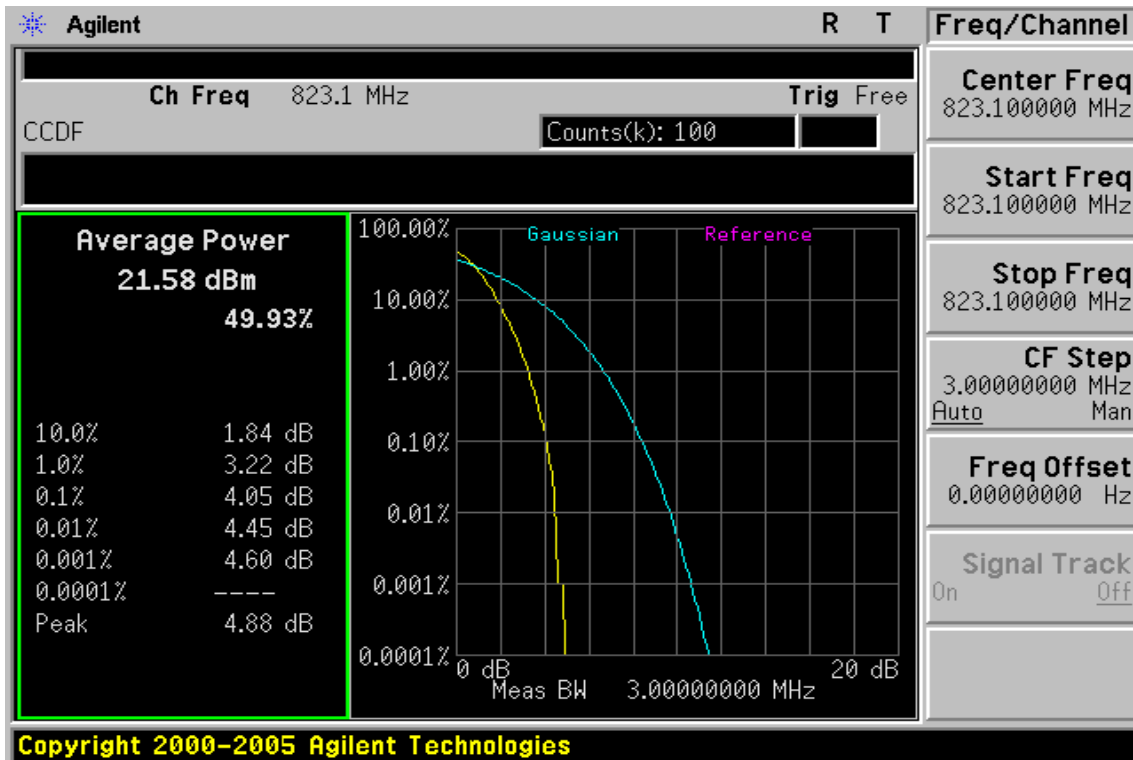 Agilent
R T
Freq/Channel
Ch Freq 823.1 MHz
Trig Free
CCDF
Counts(k): 100
Average Power
21.58 dBm
49.93%
10.0% 1.84 dB
1.0% 3.22 dB
0.1% 4.05 dB
0.01% 4.45 dB
0.001% 4.60 dB
0.0001% ----
Peak 4.88 dB
Gaussian
Reference
100.00%
10.00%
1.00%
0.10%
0.01%
0.001%
0.0001%
0 dB
20 dB
Meas BW 3.00000000 MHz
Center Freq
823.100000 MHz
Start Freq
823.100000 MHz
Stop Freq
823.100000 MHz
CF Step
3.00000000 MHz
Auto Man
Freq Offset
0.00000000 Hz
Signal Track
On Off
Copyright 2000-2005 Agilent Technologies